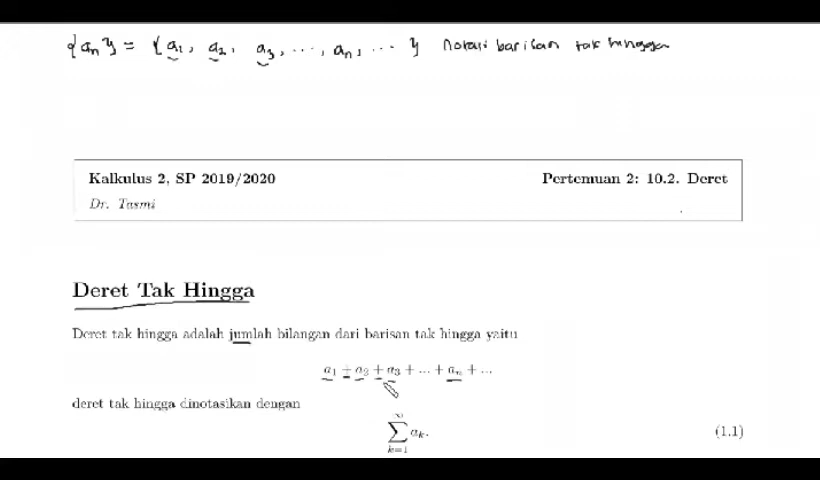 {aₙ} = {a₁, a₂, a₃, ..., aₙ, ... } notasi barisan tak hingga
Kalkulus 2, SP 2019/2020 Pertemuan 2: 10.2. Deret
Dr. Tasmi
Deret Tak Hingga
Deret tak hingga adalah jumlah bilangan dari barisan tak hingga yaitu
a₁ + a₂ + a₃ + ... + aₙ + ...
deret tak hingga dinotasikan dengan
∞
∑ aₖ. (1.1)
k=1